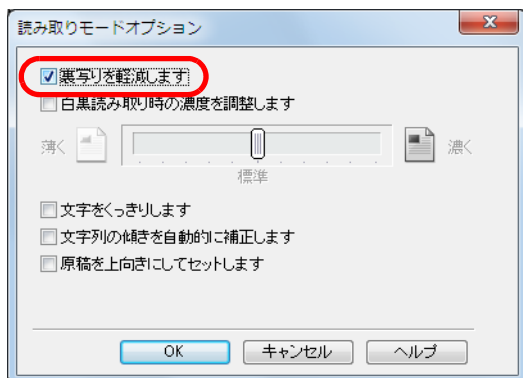 読み取りモードオプション
裏写りを軽減します
白黒読み取り時の濃度を調整します
薄く 濃く
標準
文字をくっきりします
文字列の傾きを自動的に補正します
原稿を上向きにしてセットします
OK キャンセル ヘルプ